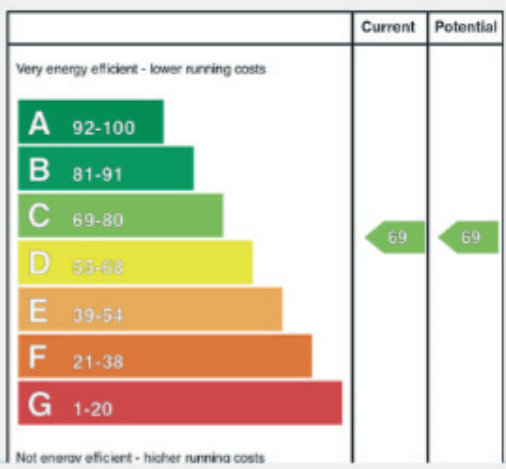 Current Potential
Very energy efficient - lower running costs
A 92-100
B 81-91
C 69-80
D 55-68
E 39-54
F 21-38
G 1-20
69 69
Not energy efficient - higher running costs